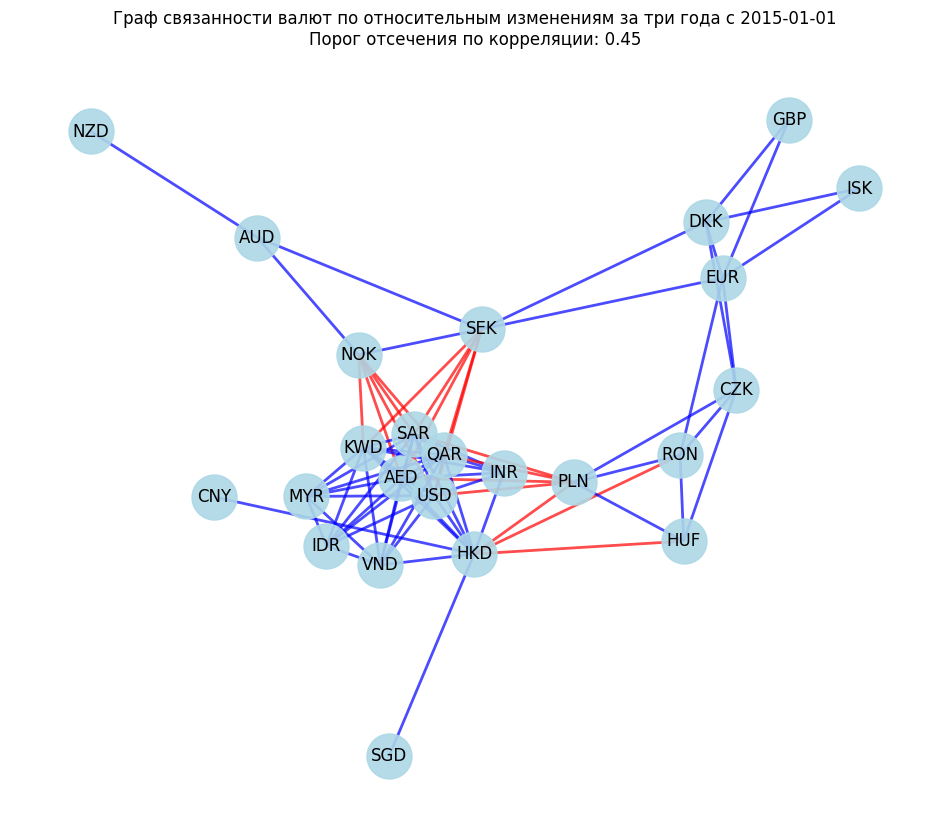 Граф связанности валют по относительным изменениям за три года с 2015-01-01
Порог отсечения по корреляции: 0.45
GBP
NZD
ISK
DKK
AUD
EUR
SEK
NOK
CZK
SAR
KWD
QAR
RON
INR
AED
PLN
USD
MYR
CNY
HUF
IDR
HKD
VND
SGD